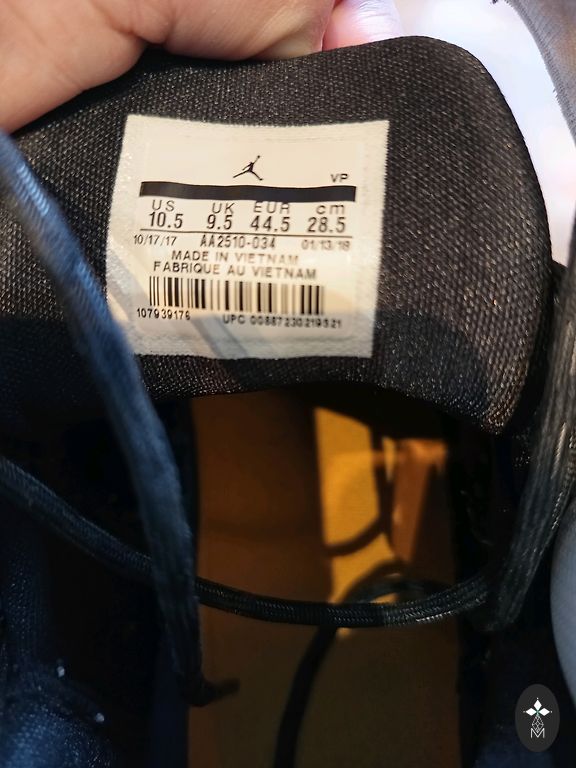 VP
US UK EUR cm
10.5 9.5 44.5 28.5
10/17/17 AA2510-034 01/13/18
MADE IN VIETNAM
FABRIQUE AU VIETNAM
107939176 UPC 00887230219521
M